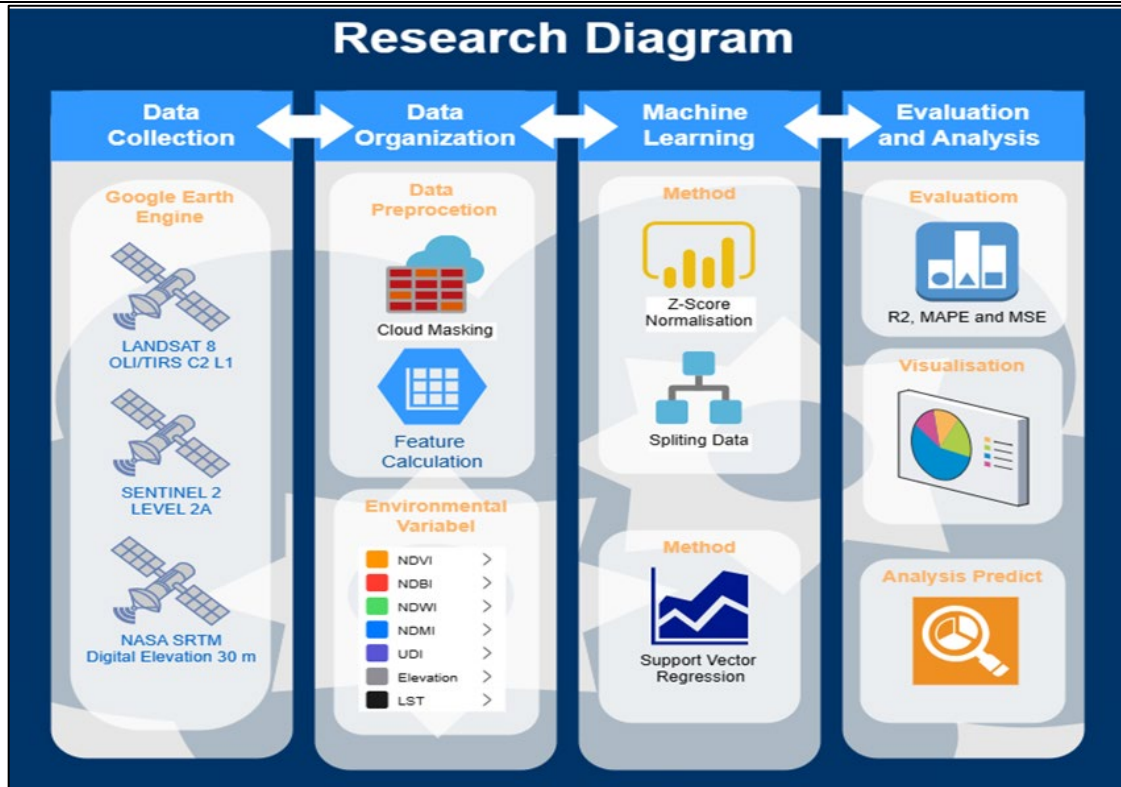 Research Diagram
Data
Collection
Google Earth
Engine
LANDSAT 8
OLI/TIRS C2 L1
SENTINEL 2
LEVEL 2A
NASA SRTM
Digital Elevation 30 m
Data
Organization
Data
Preprocetion
Cloud Masking
Feature
Calculation
Environmental
Variabel
NDVI >
NDBI >
NDWI >
NDMI >
UDI >
Elevation >
LST >
Machine
Learning
Method
Z-Score
Normalisation
Spliting Data
Method
Support Vector
Regression
Evaluation
and Analysis
Evaluatiom
R2, MAPE and MSE
Visualisation
Analysis Predict